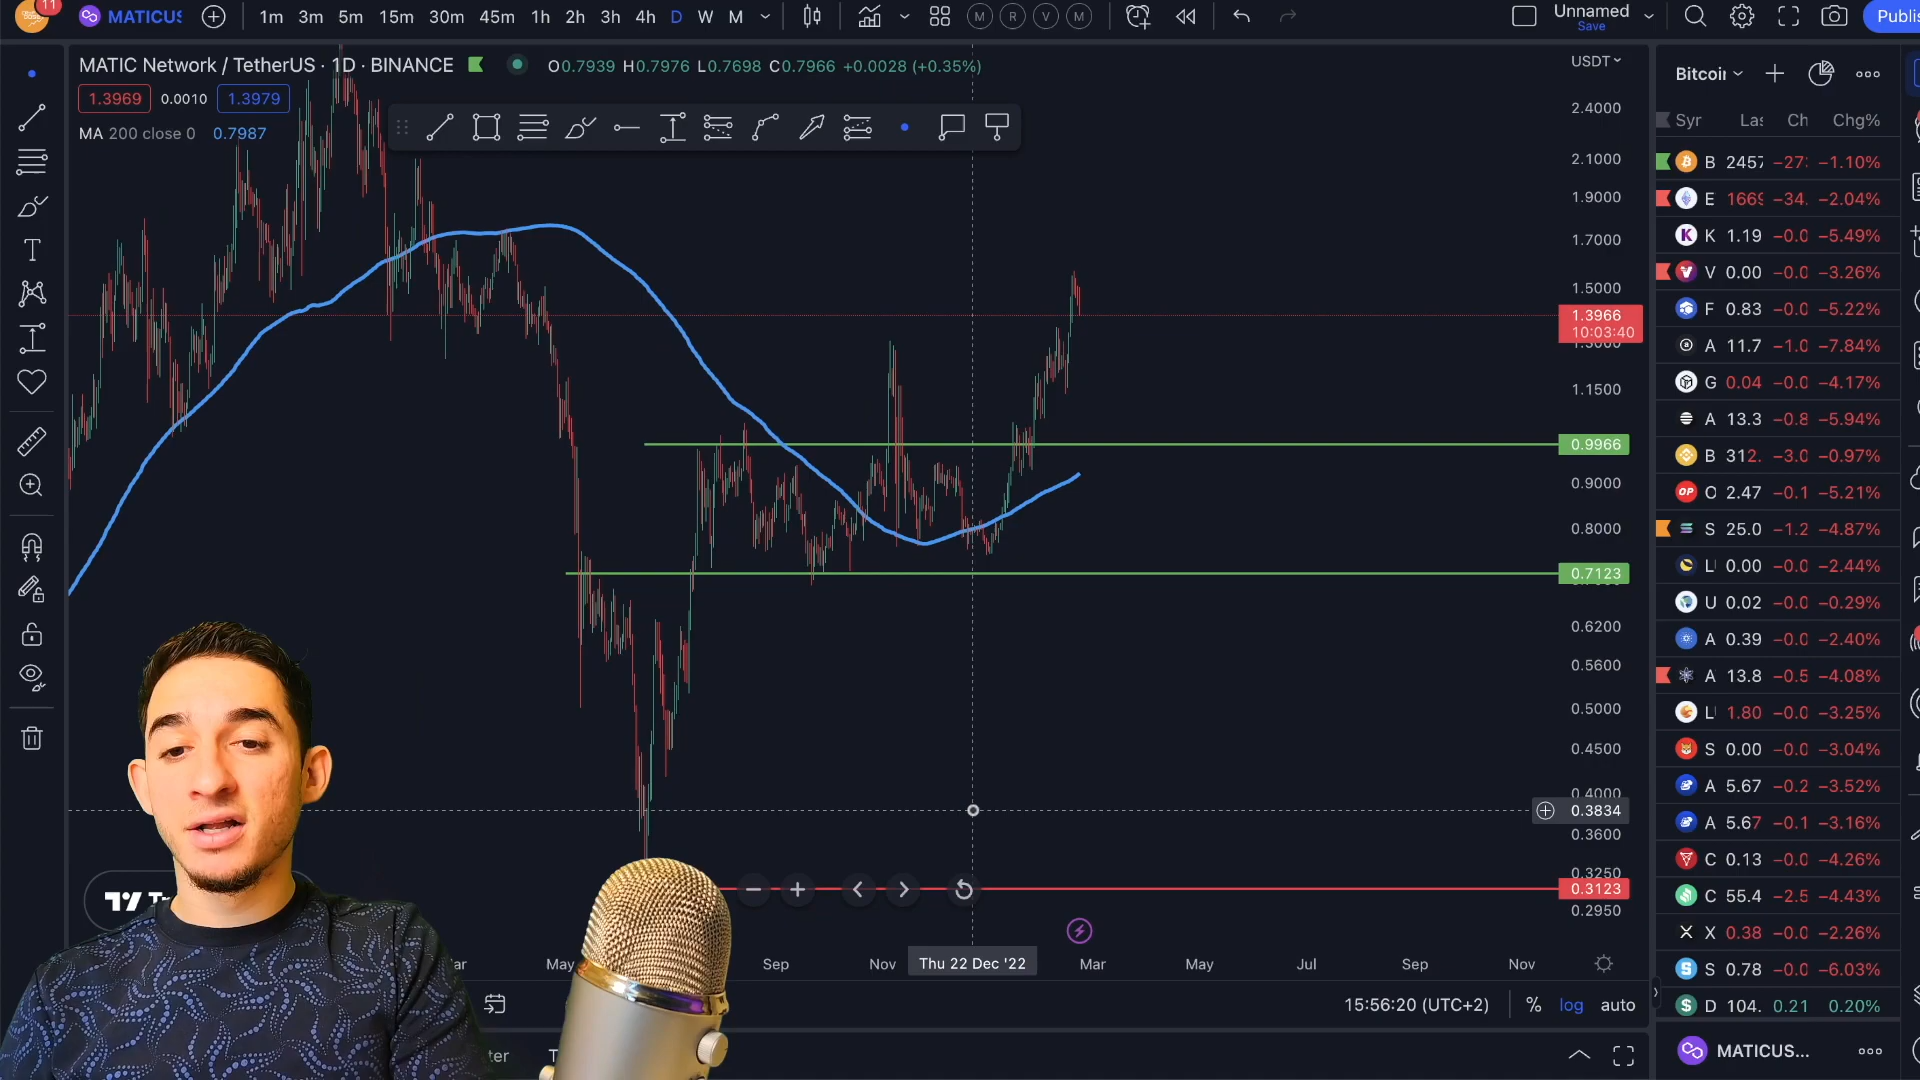 11 MATICUS 1m 3m 5m 15m 30m 45m 1h 2h 3h 4h D W M M R V M Unnamed
Save
Publis
MATIC Network / TetherUS · 1D · BINANCE O0.7939 H0.7976 L0.7698 C0.7966 +0.0028 (+0.35%)
1.3969 0.0010 1.3979
MA 200 close 0 0.7987
USDT
2.4000
2.1000
1.9000
1.7000
1.5000
1.3966
10:03:40
1.3000
1.1500
0.9966
0.9000
0.8000
0.7123
0.6200
0.5600
0.5000
0.4500
0.4000
0.3834
0.3600
0.3250
0.3123
0.2950
May Sep Nov Thu 22 Dec '22 Mar May Jul Sep Nov
15:56:20 (UTC+2) % log auto
Bitcoir
Syr Las Ch Chg%
B 2457 −27: −1.10%
E 1669 −34. −2.04%
K 1.19 −0.0 −5.49%
V 0.00 −0.0 −3.26%
F 0.83 −0.0 −5.22%
A 11.7 −1.0 −7.84%
G 0.04 −0.0 −4.17%
A 13.3 −0.8 −5.94%
B 312. −3.0 −0.97%
OP O 2.47 −0.1 −5.21%
S 25.0 −1.2 −4.87%
L 0.00 −0.0 −2.44%
U 0.02 −0.0 −0.29%
A 0.39 −0.0 −2.40%
A 13.8 −0.5 −4.08%
L 1.80 −0.0 −3.25%
S 0.00 −0.0 −3.04%
A 5.67 −0.2 −3.52%
A 5.67 −0.1 −3.16%
C 0.13 −0.0 −4.26%
C 55.4 −2.5 −4.43%
X 0.38 −0.0 −2.26%
S 0.78 −0.0 −6.03%
D 104. 0.21 0.20%
MATICUS...